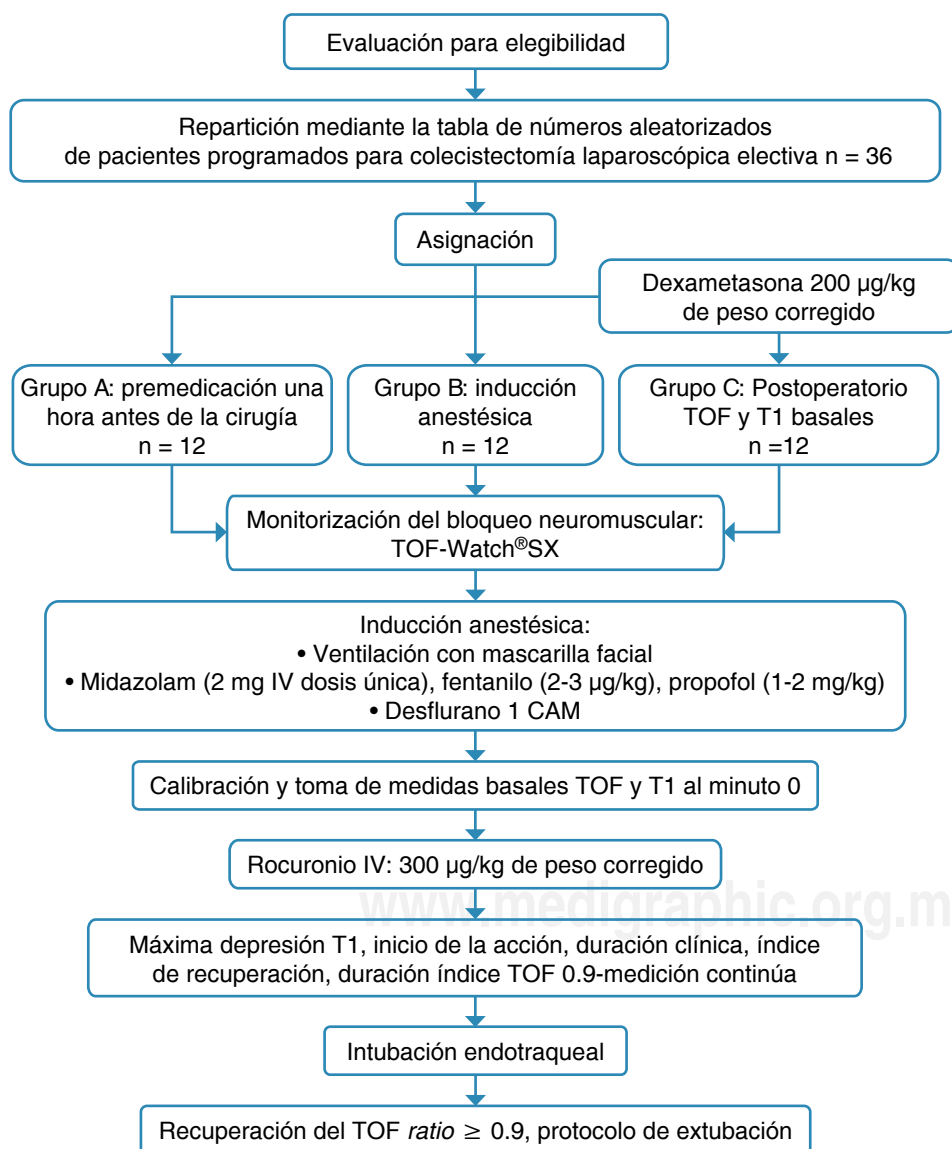 Evaluación para elegibilidad
Repartición mediante la tabla de números aleatorizados
de pacientes programados para colecistectomía laparoscópica electiva n = 36
Asignación
Dexametasona 200 µg/kg
de peso corregido
Grupo A: premedicación una
hora antes de la cirugía
n = 12
Grupo B: inducción
anestésica
n = 12
Grupo C: Postoperatorio
TOF y T1 basales
n =12
Monitorización del bloqueo neuromuscular:
TOF-Watch®SX
Inducción anestésica:
• Ventilación con mascarilla facial
• Midazolam (2 mg IV dosis única), fentanilo (2-3 µg/kg), propofol (1-2 mg/kg)
• Desflurano 1 CAM
Calibración y toma de medidas basales TOF y T1 al minuto 0
Rocuronio IV: 300 µg/kg de peso corregido
www.medigraphic.org.m
Máxima depresión T1, inicio de la acción, duración clínica, índice
de recuperación, duración índice TOF 0.9-medición continúa
Intubación endotraqueal
Recuperación del TOF ratio ≥ 0.9, protocolo de extubación